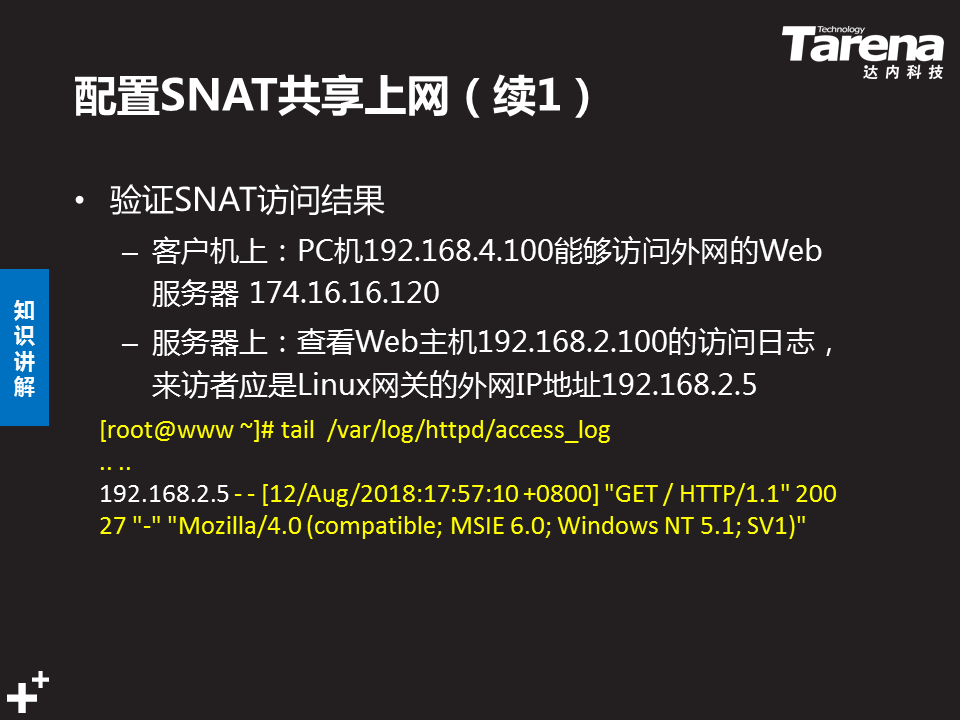 Technology
Tarena
达内科技
配置SNAT共享上网（续1）
• 验证SNAT访问结果
– 客户机上：PC机192.168.4.100能够访问外网的Web
服务器 174.16.16.120
– 服务器上：查看Web主机192.168.2.100的访问日志，
来访者应是Linux网关的外网IP地址192.168.2.5
知识讲解
[root@www ~]# tail  /var/log/httpd/access_log
.. ..
192.168.2.5 - - [12/Aug/2018:17:57:10 +0800] "GET / HTTP/1.1" 200
27 "-" "Mozilla/4.0 (compatible; MSIE 6.0; Windows NT 5.1; SV1)"